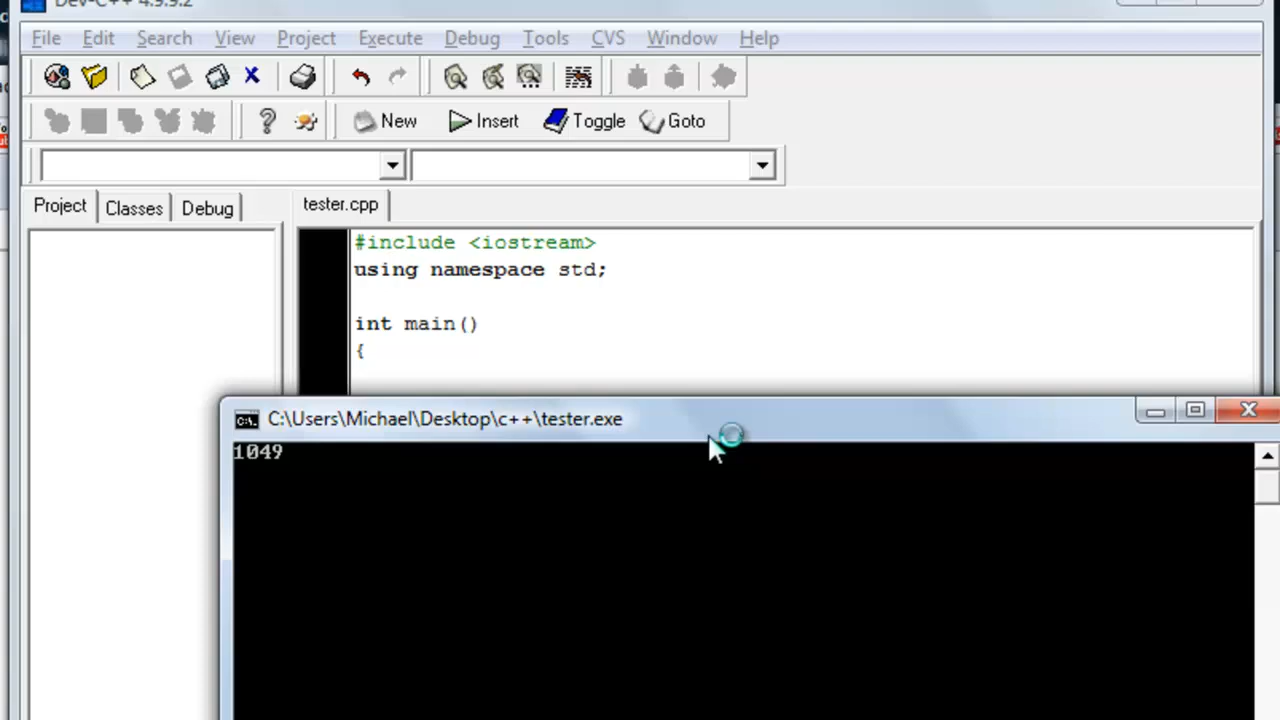 Dev-C++ 4.9.9.2
File Edit Search View Project Execute Debug Tools CVS Window Help
New Insert Toggle Goto
Project Classes Debug tester.cpp
#include <iostream>
using namespace std;
int main()
{
C:\Users\Michael\Desktop\c++\tester.exe
1049